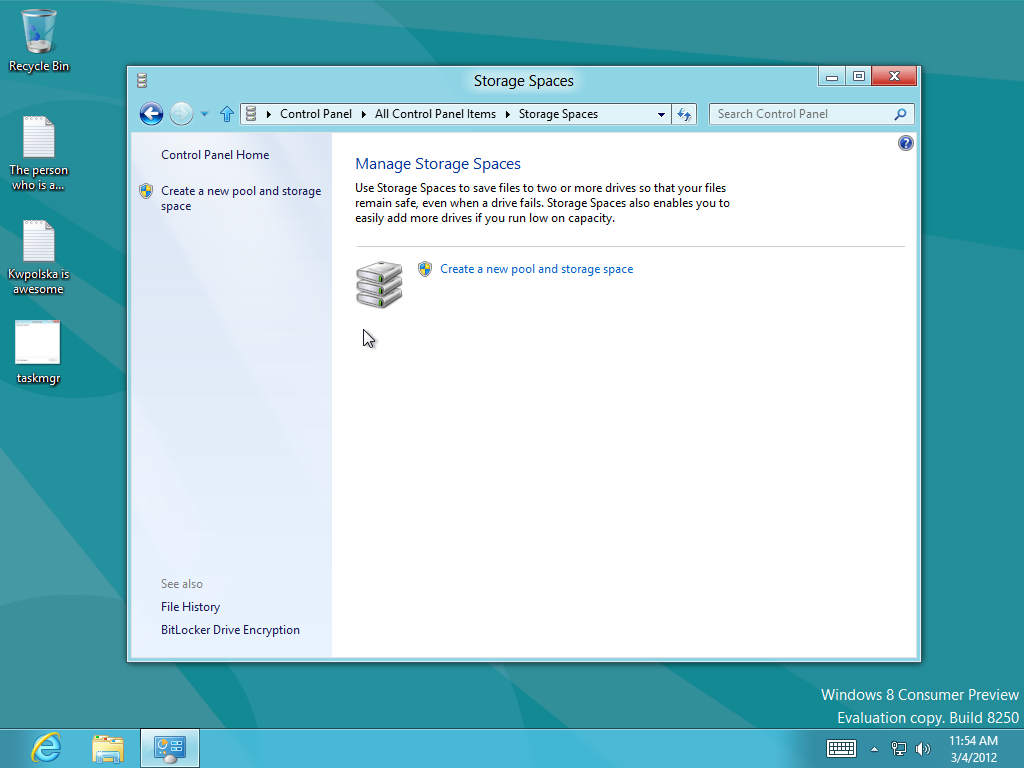 Recycle Bin
The person
who is a...
Kwpolska is
awesome
taskmgr
Storage Spaces
Control Panel
All Control Panel Items
Storage Spaces
Search Control Panel
Control Panel Home
Create a new pool and storage
space
See also
File History
BitLocker Drive Encryption
Manage Storage Spaces
Use Storage Spaces to save files to two or more drives so that your files
remain safe, even when a drive fails. Storage Spaces also enables you to
easily add more drives if you run low on capacity.
Create a new pool and storage space
Windows 8 Consumer Preview
Evaluation copy. Build 8250
11:54 AM
3/4/2012